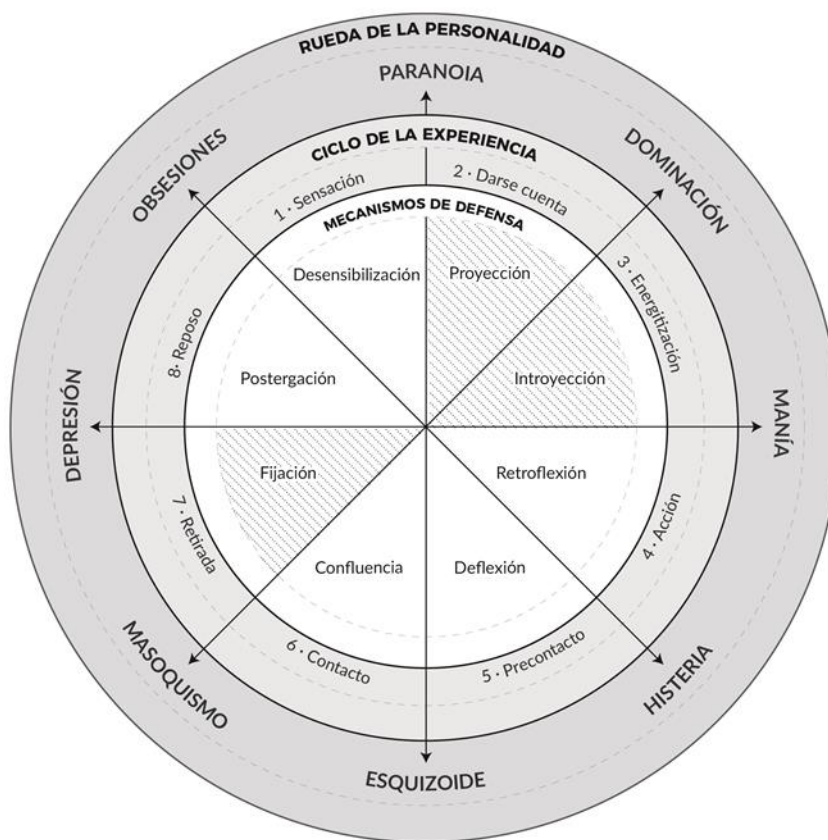 RUEDA DE LA PERSONALIDAD
PARANOIA
DOMINACIÓN
MANÍA
HISTERIA
ESQUIZOIDE
MASOQUISMO
DEPRESIÓN
OBSESIONES
CICLO DE LA EXPERIENCIA
1 · Sensación
2 · Darse cuenta
3 · Energitización
4 · Acción
5 · Precontacto
6 · Contacto
7 · Retirada
8 · Reposo
MECANISMOS DE DEFENSA
Desensibilización
Proyección
Introyección
Retroflexión
Deflexión
Confluencia
Fijación
Postergación